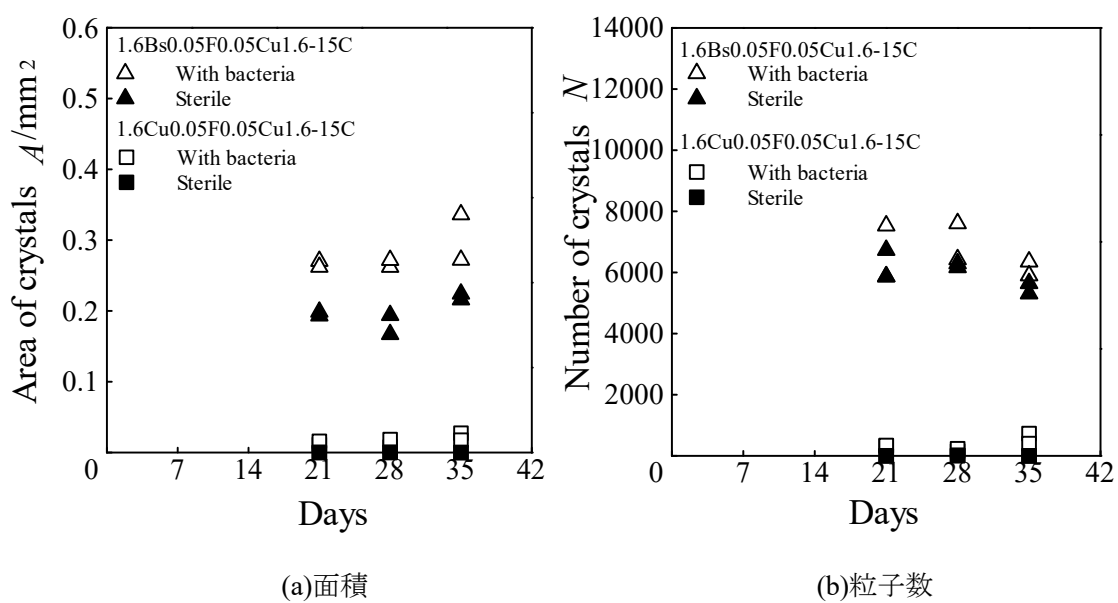 0.6
0.5
0.4
0.3
0.2
0.1
0
Area of crystals A/mm 2
1.6Bs0.05F0.05Cu1.6-15C
With bacteria
Sterile
1.6Cu0.05F0.05Cu1.6-15C
With bacteria
Sterile
7 14 21 28 35 42
Days
(a)面積
14000
12000
10000
8000
6000
4000
2000
0
Number of crystals N
1.6Bs0.05F0.05Cu1.6-15C
With bacteria
Sterile
1.6Cu0.05F0.05Cu1.6-15C
With bacteria
Sterile
7 14 21 28 35 42
Days
(b)粒子数